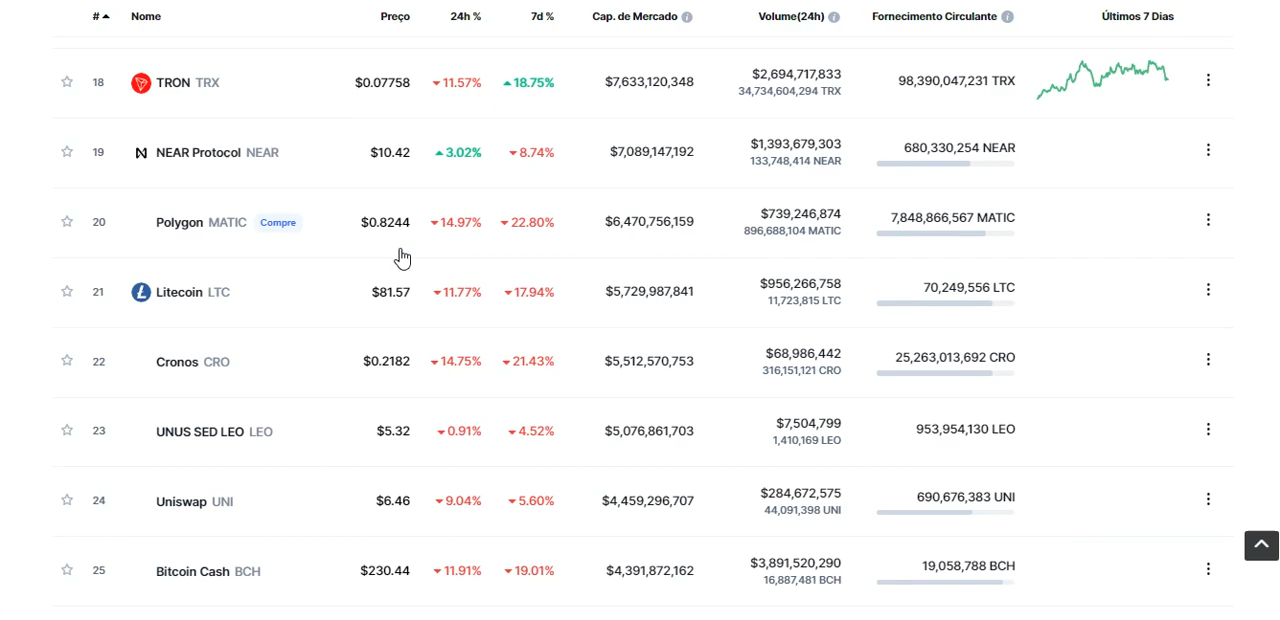 # Nome Preço 24h % 7d % Cap. de Mercado Volume(24h) Fornecimento Circulante Últimos 7 Dias
18 TRON TRX $0.07758 11.57% 18.75% $7,633,120,348 $2,694,717,833 98,390,047,231 TRX
34,734,604,294 TRX
19 NEAR Protocol NEAR $10.42 3.02% 8.74% $7,089,147,192 $1,393,679,303 680,330,254 NEAR
133,748,414 NEAR
20 Polygon MATIC Compre $0.8244 14.97% 22.80% $6,470,756,159 $739,246,874 7,848,866,567 MATIC
896,688,104 MATIC
21 Litecoin LTC $81.57 11.77% 17.94% $5,729,987,841 $956,266,758 70,249,556 LTC
11,723,815 LTC
22 Cronos CRO $0.2182 14.75% 21.43% $5,512,570,753 $68,986,442 25,263,013,692 CRO
316,151,121 CRO
23 UNUS SED LEO LEO $5.32 0.91% 4.52% $5,076,861,703 $7,504,799 953,954,130 LEO
1,410,169 LEO
24 Uniswap UNI $6.46 9.04% 5.60% $4,459,296,707 $284,672,575 690,676,383 UNI
44,091,398 UNI
25 Bitcoin Cash BCH $230.44 11.91% 19.01% $4,391,872,162 $3,891,520,290 19,058,788 BCH
16,887,481 BCH